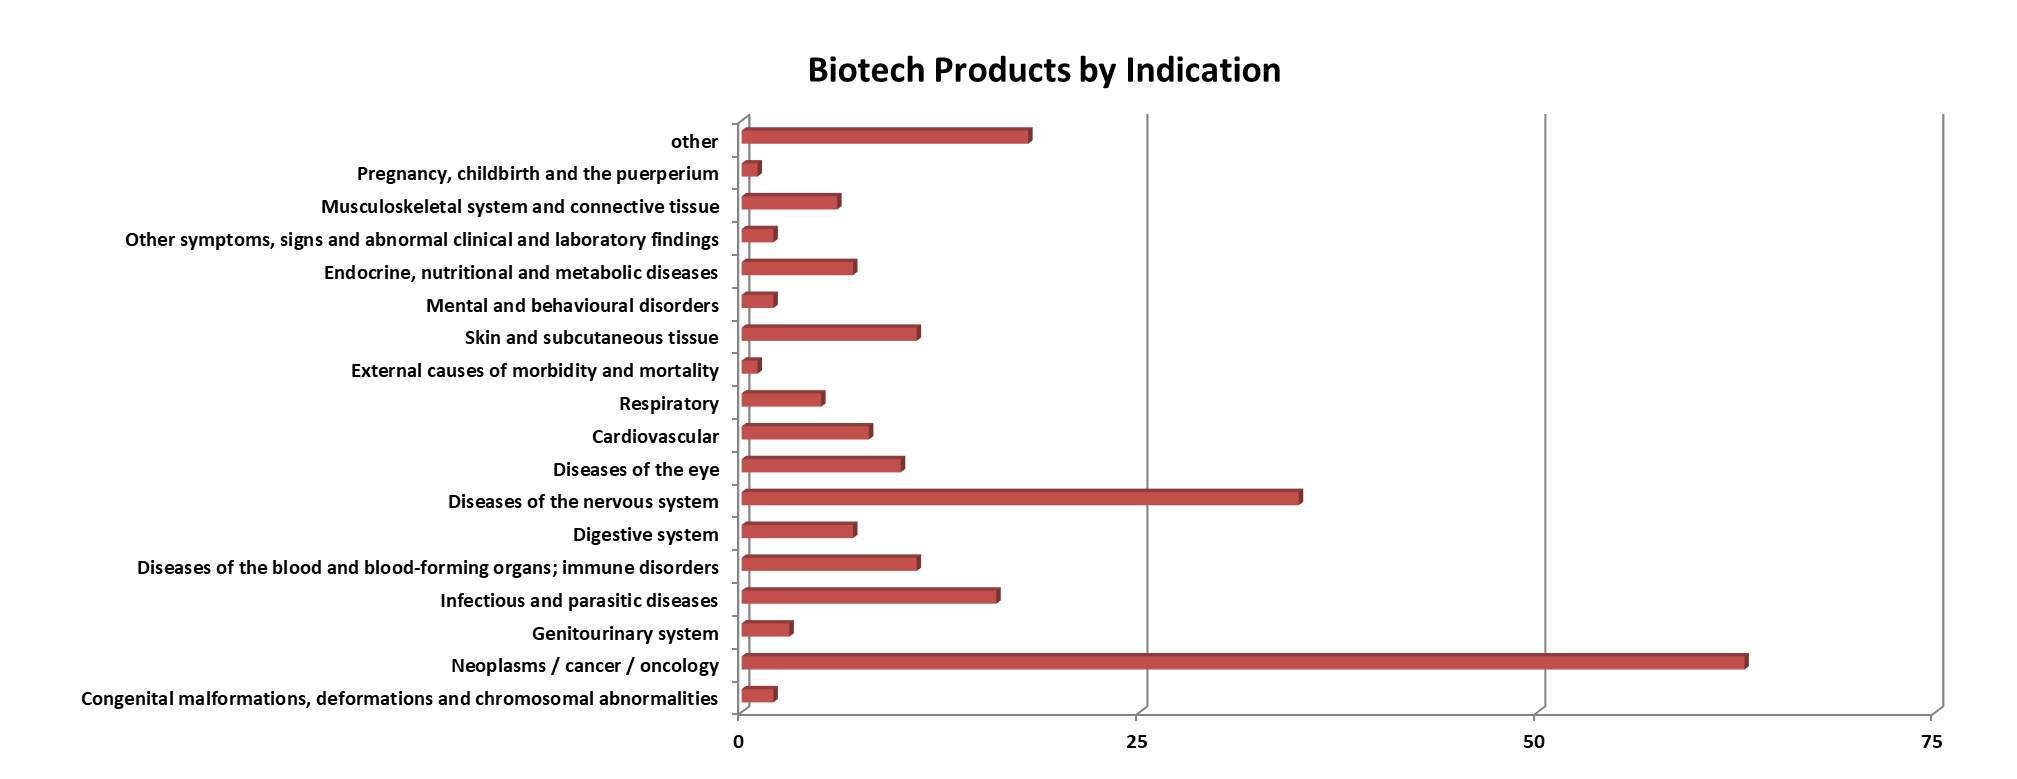 Biotech Products by Indication
other
Pregnancy, childbirth and the puerperium
Musculoskeletal system and connective tissue
Other symptoms, signs and abnormal clinical and laboratory findings
Endocrine, nutritional and metabolic diseases
Mental and behavioural disorders
Skin and subcutaneous tissue
External causes of morbidity and mortality
Respiratory
Cardiovascular
Diseases of the eye
Diseases of the nervous system
Digestive system
Diseases of the blood and blood-forming organs; immune disorders
Infectious and parasitic diseases
Genitourinary system
Neoplasms / cancer / oncology
Congenital malformations, deformations and chromosomal abnormalities
0 25 50 75